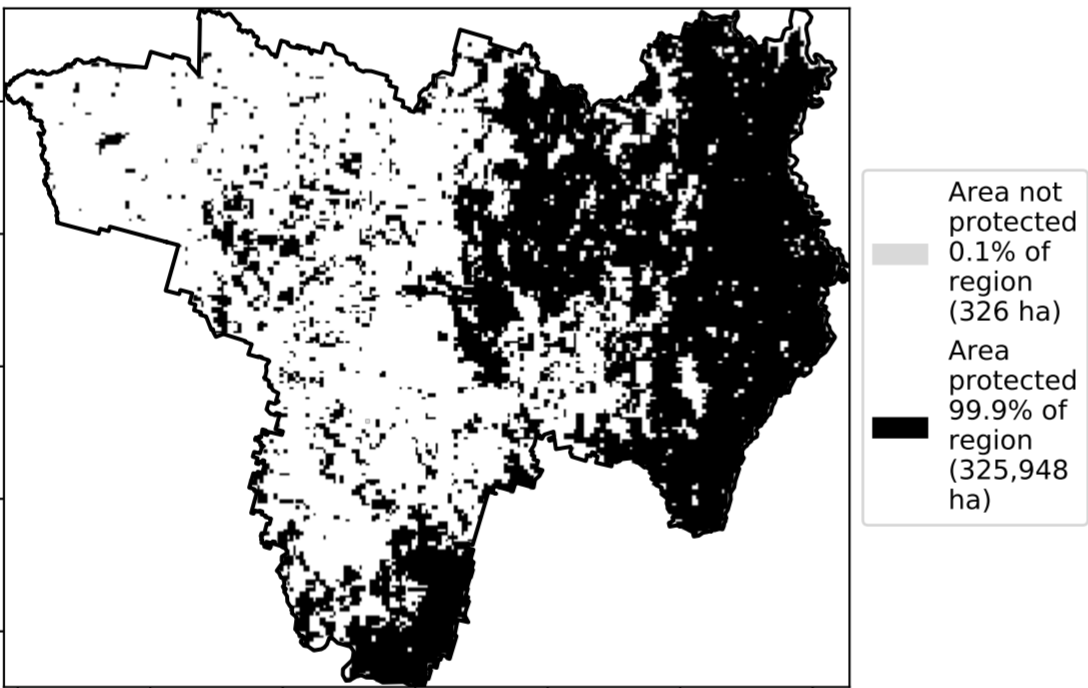 Area not
protected
0.1% of
region
(326 ha)
Area
protected
99.9% of
region
(325,948
ha)